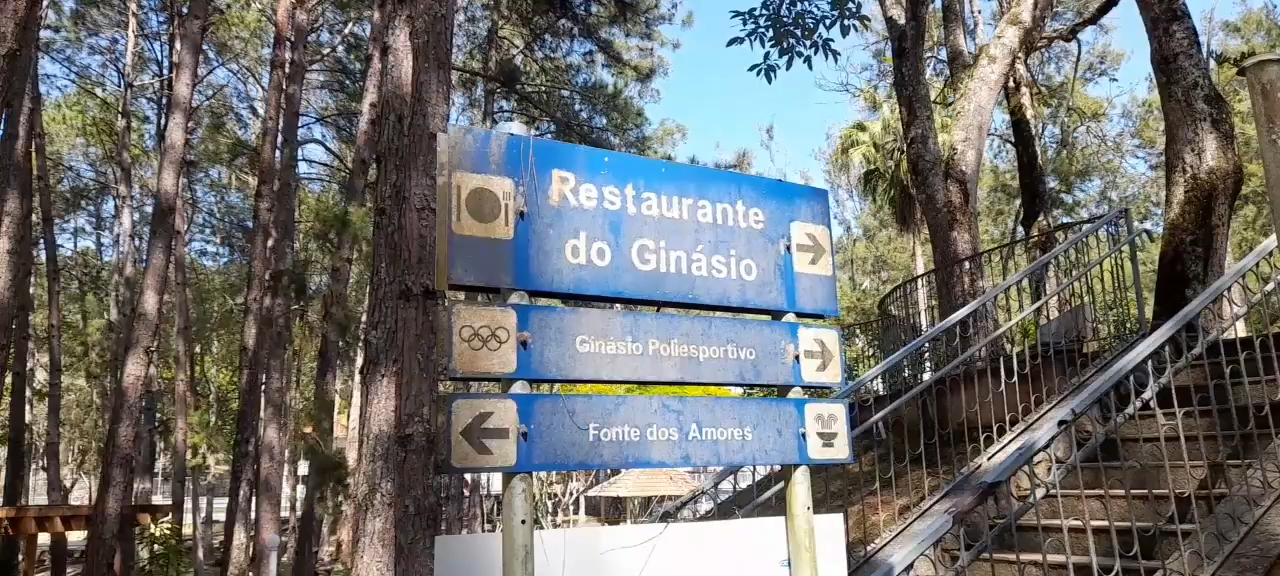 Restaurante
do Ginásio
Ginásio Poliesportivo
Fonte dos Amores